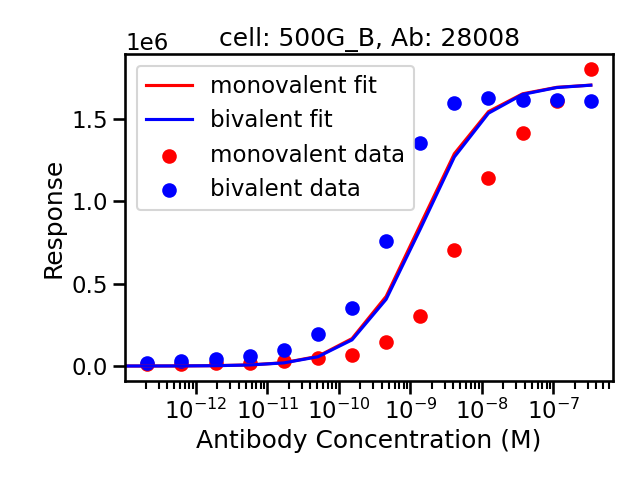 cell: 500G_B, Ab: 28008
1e6
monovalent fit
bivalent fit
monovalent data
bivalent data
Response
1.5
1.0
0.5
0.0
10⁻¹² 10⁻¹¹ 10⁻¹⁰ 10⁻⁹ 10⁻⁸ 10⁻⁷
Antibody Concentration (M)